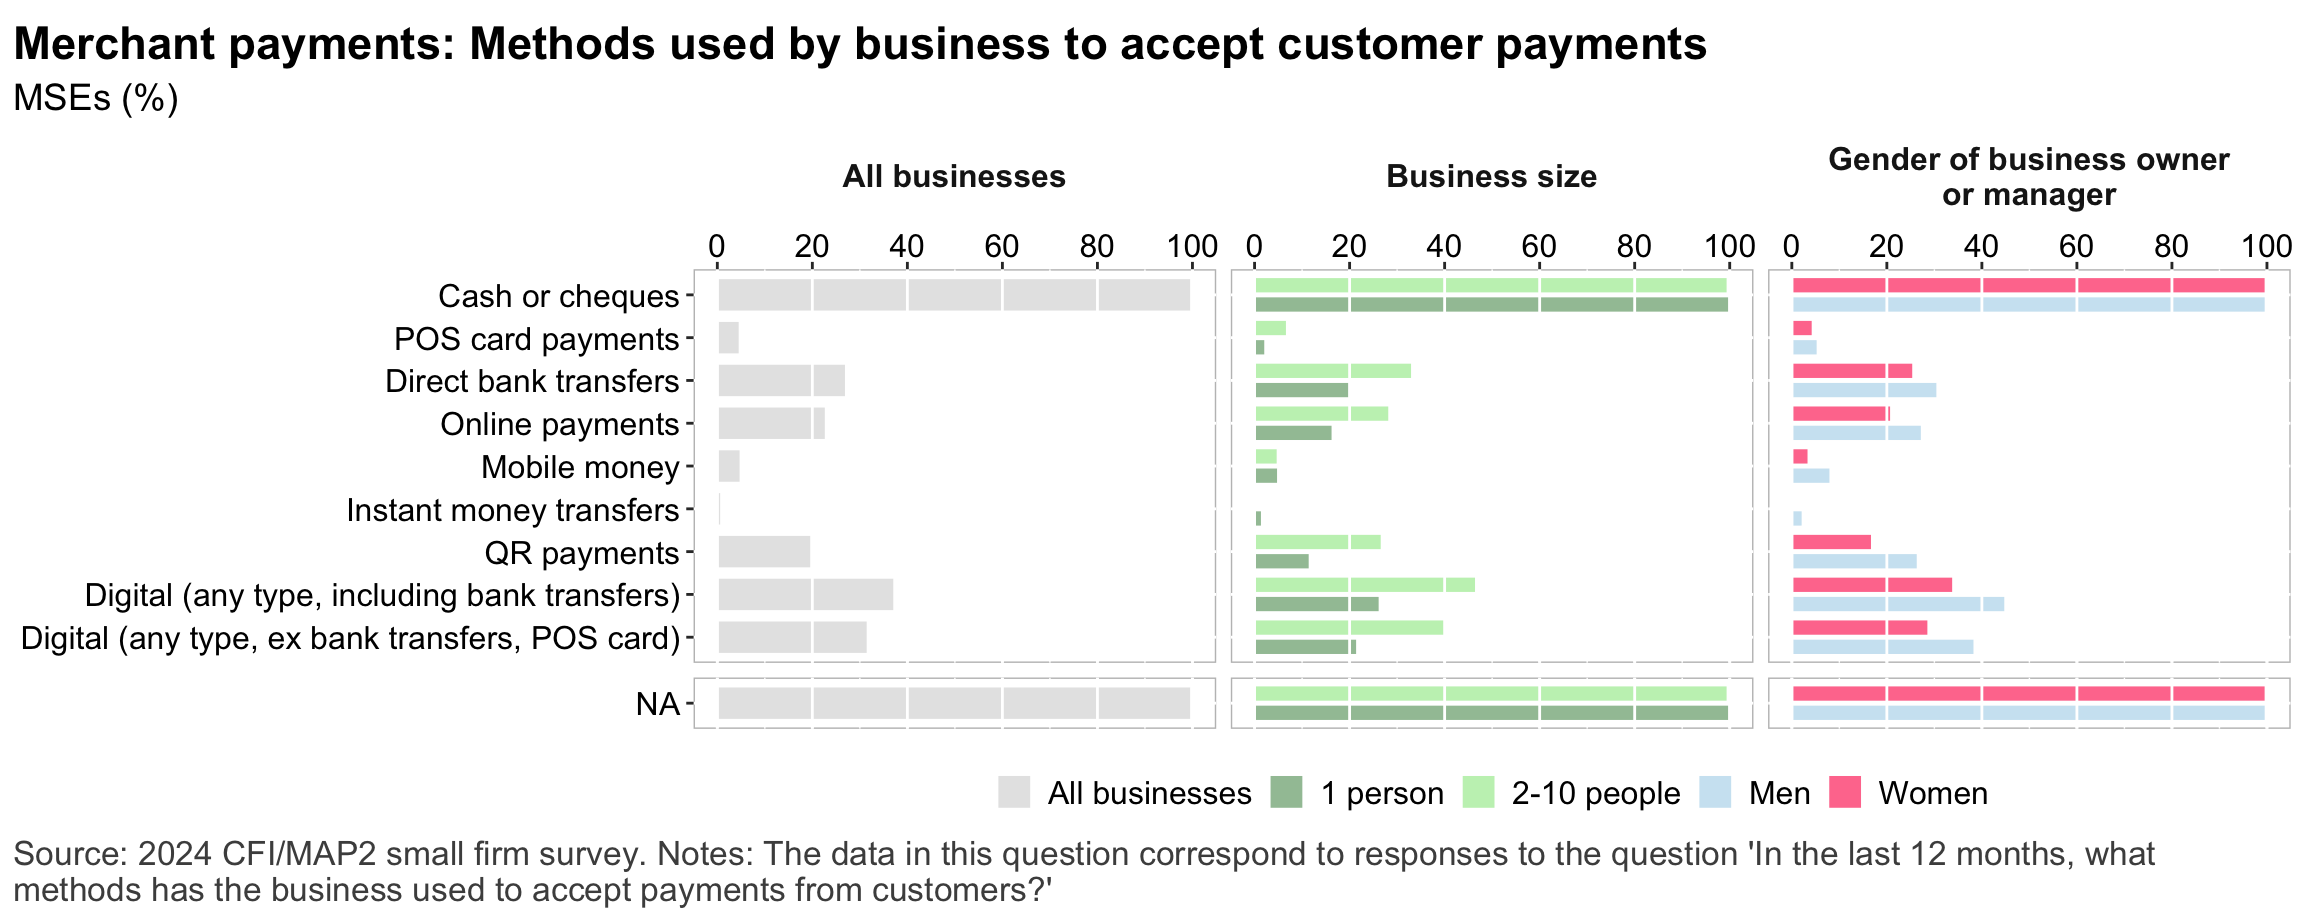 Merchant payments: Methods used by business to accept customer payments
MSEs (%)
All businesses
Business size
Gender of business owner
or manager
0 20 40 60 80 100
0 20 40 60 80 100
0 20 40 60 80 100
Cash or cheques
POS card payments
Direct bank transfers
Online payments
Mobile money
Instant money transfers
QR payments
Digital (any type, including bank transfers)
Digital (any type, ex bank transfers, POS card)
NA
All businesses 1 person 2-10 people Men Women
Source: 2024 CFI/MAP2 small firm survey. Notes: The data in this question correspond to responses to the question 'In the last 12 months, what
methods has the business used to accept payments from customers?'